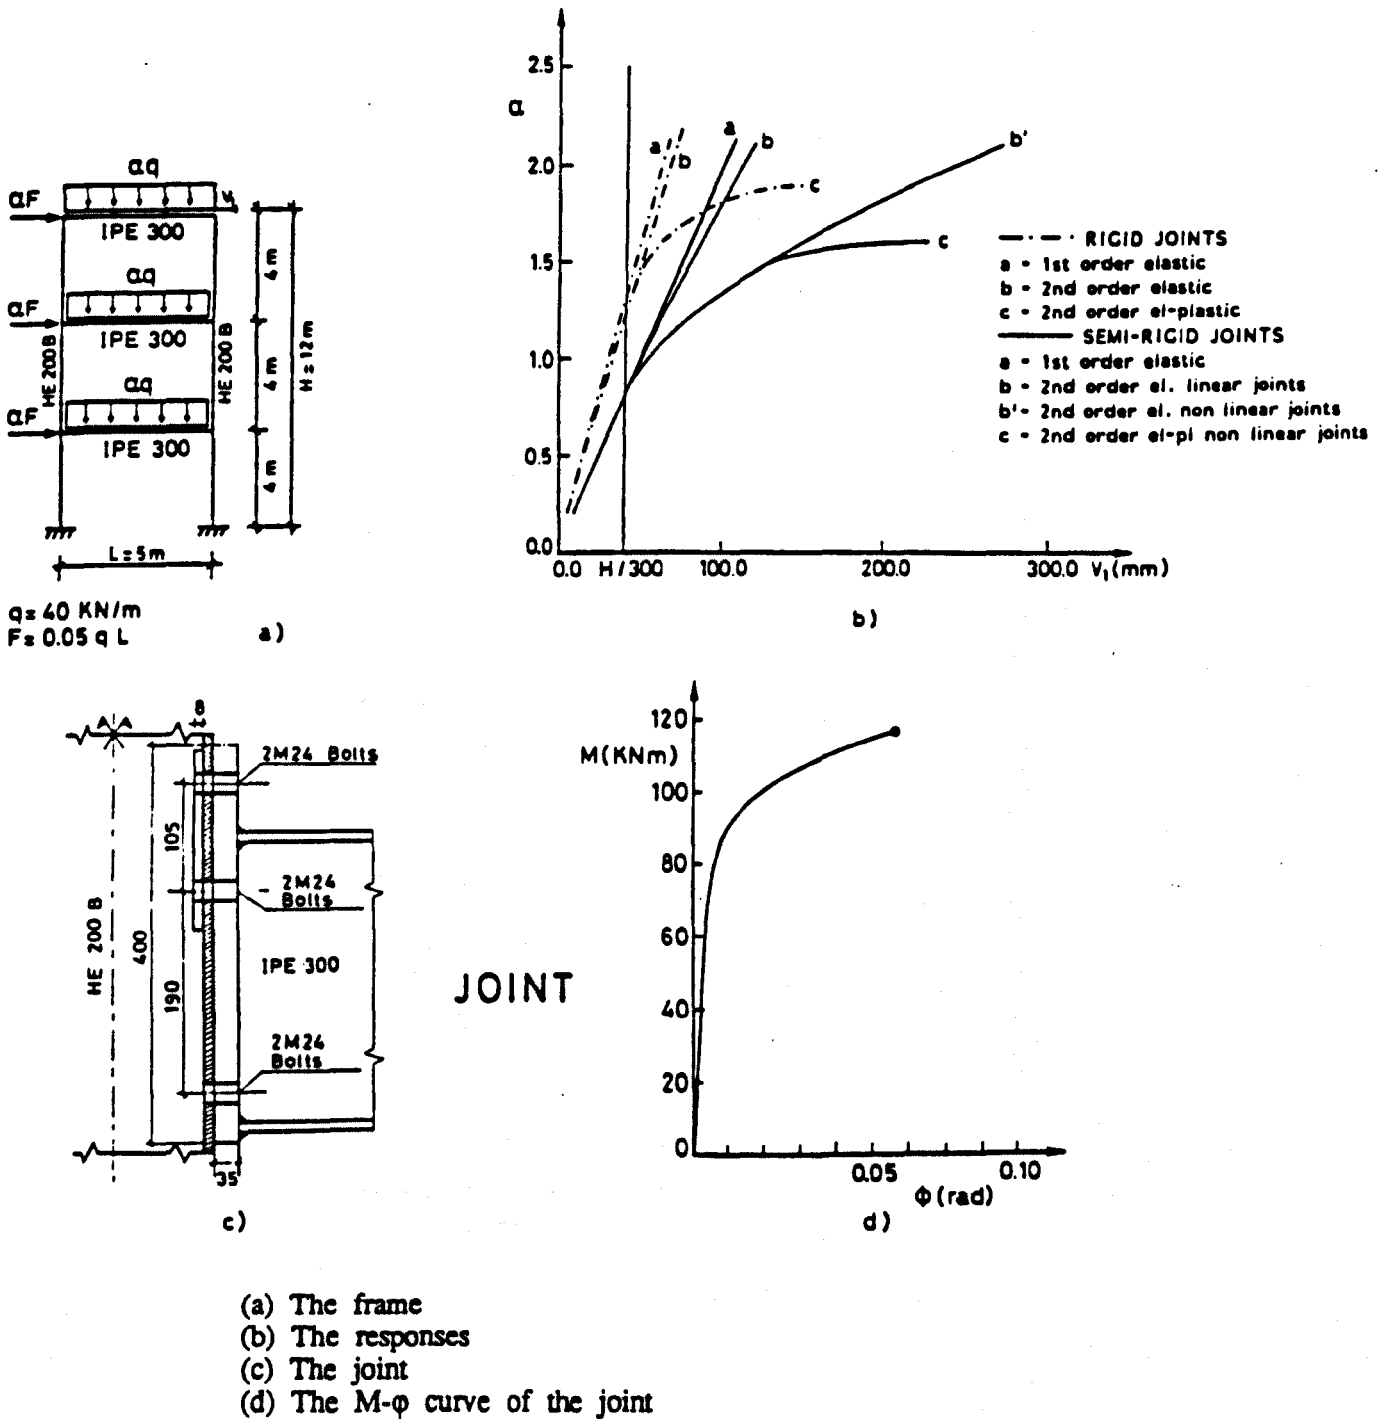 αq
αF
V₁
IPE 300
αq
αF
IPE 300
HE 200 B
HE 200 B
αq
αF
IPE 300
4 m
4 m
4 m
H = 12 m
L = 5 m
q = 40 KN/m
F = 0.05 q L
a)
α
2.5
2.0
1.5
1.0
0.5
0.0
0.0 H/300 100.0 200.0 300.0 V₁(mm)
a
b
a
b
c
b'
c
RIGID JOINTS
a - 1st order elastic
b - 2nd order elastic
c - 2nd order el-plastic
SEMI-RIGID JOINTS
a - 1st order elastic
b - 2nd order el. linear joints
b'- 2nd order el. non linear joints
c - 2nd order el-pl non linear joints
b)
A A
t 8
2M24 Bolts
105
2M24
Bolts
HE 200 B
400
190
IPE 300
2M24
Bolts
35
c)
JOINT
M(KNm)
120
100
80
60
40
20
0
0.05 0.10
Φ(rad)
d)
(a) The frame
(b) The responses
(c) The joint
(d) The M-φ curve of the joint